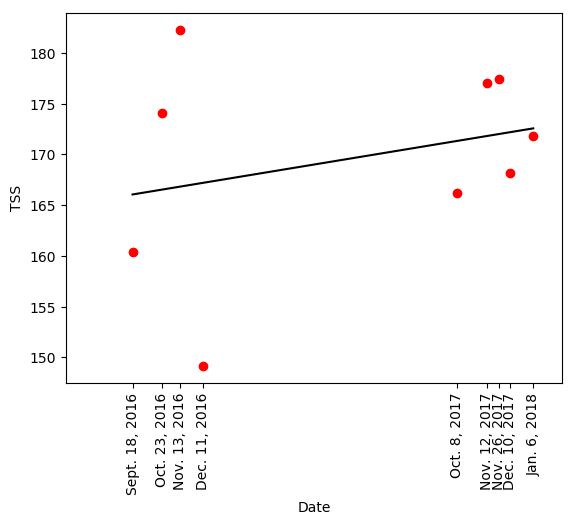 TSS
180
175
170
165
160
155
150
Sept. 18, 2016
Oct. 23, 2016
Nov. 13, 2016
Dec. 11, 2016
Oct. 8, 2017
Nov. 12, 2017
Nov. 26, 2017
Dec. 10, 2017
Jan. 6, 2018
Date